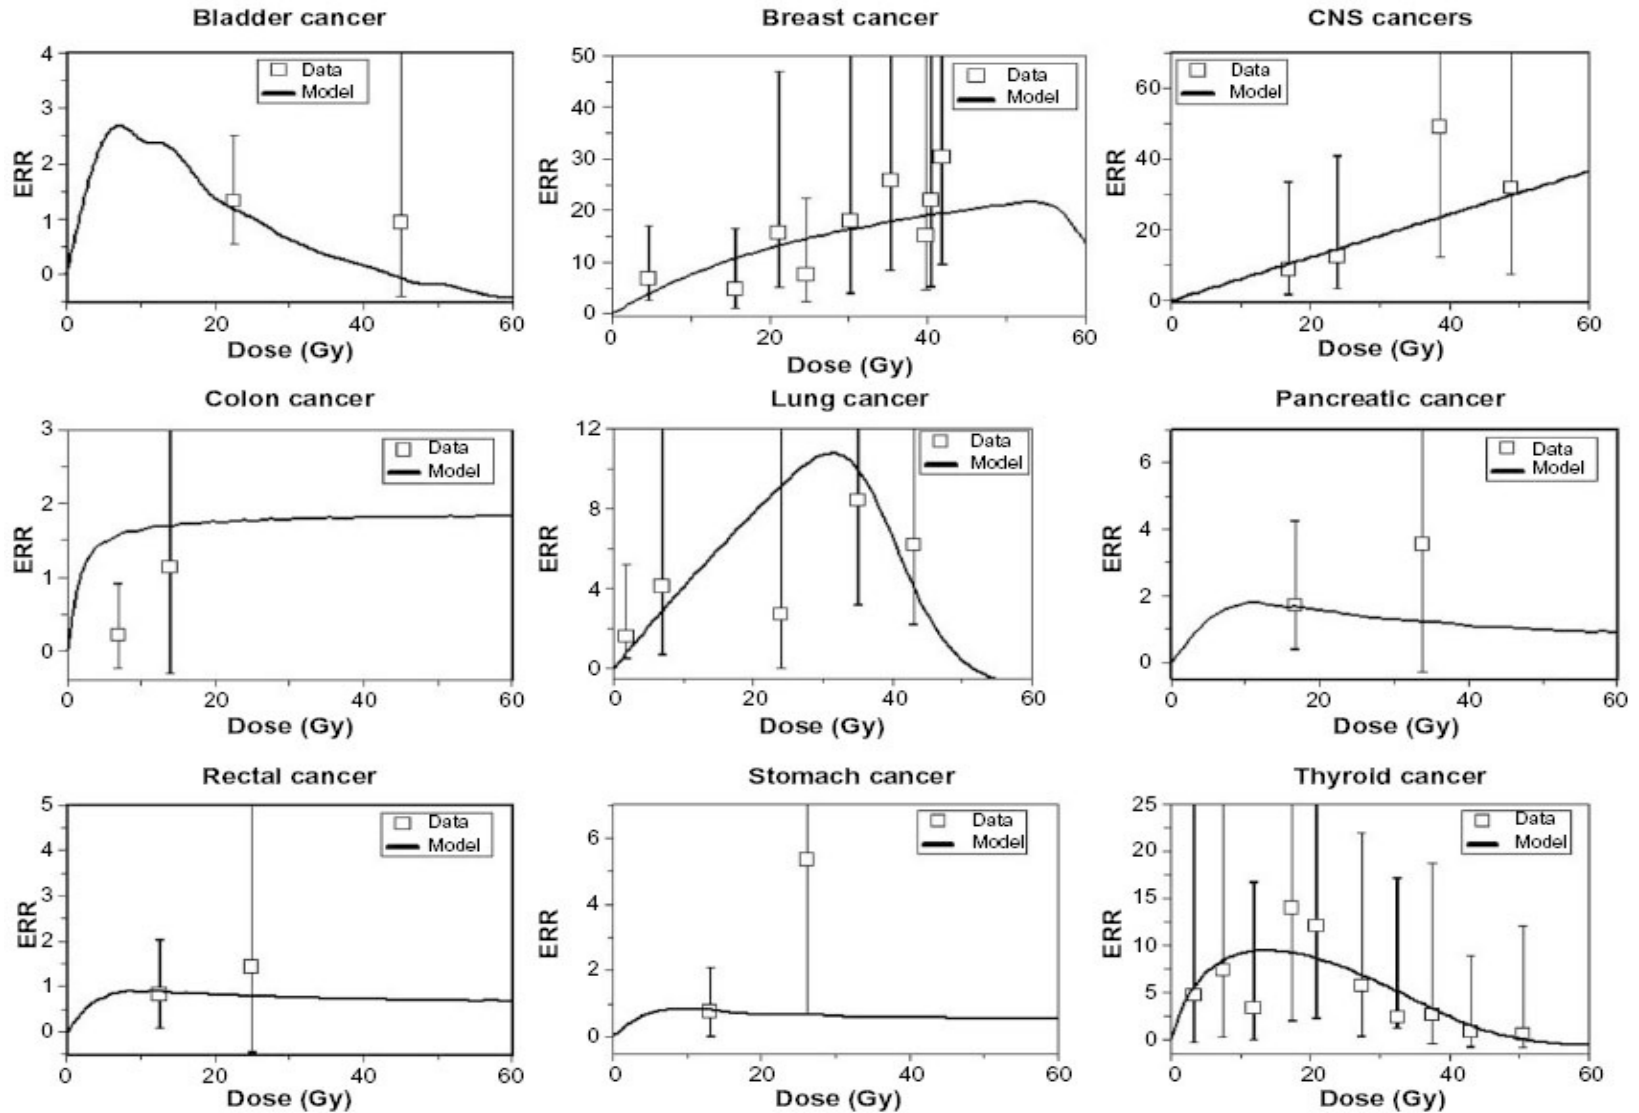 Bladder cancer
4
3
2
1
0
ERR
Data
Model
0
20
40
60
Dose (Gy)
Breast cancer
50
40
30
20
10
0
ERR
Data
Model
0
20
40
60
Dose (Gy)
CNS cancers
60
40
20
0
ERR
Data
Model
0
20
40
60
Dose (Gy)
Colon cancer
3
2
1
0
ERR
Data
Model
0
20
40
60
Dose (Gy)
Lung cancer
12
8
4
0
ERR
Data
Model
0
20
40
60
Dose (Gy)
Pancreatic cancer
6
4
2
0
ERR
Data
Model
0
20
40
60
Dose (Gy)
Rectal cancer
5
4
3
2
1
0
ERR
Data
Model
0
20
40
60
Dose (Gy)
Stomach cancer
6
4
2
0
ERR
Data
Model
0
20
40
60
Dose (Gy)
Thyroid cancer
25
20
15
10
5
0
ERR
Data
Model
0
20
40
60
Dose (Gy)